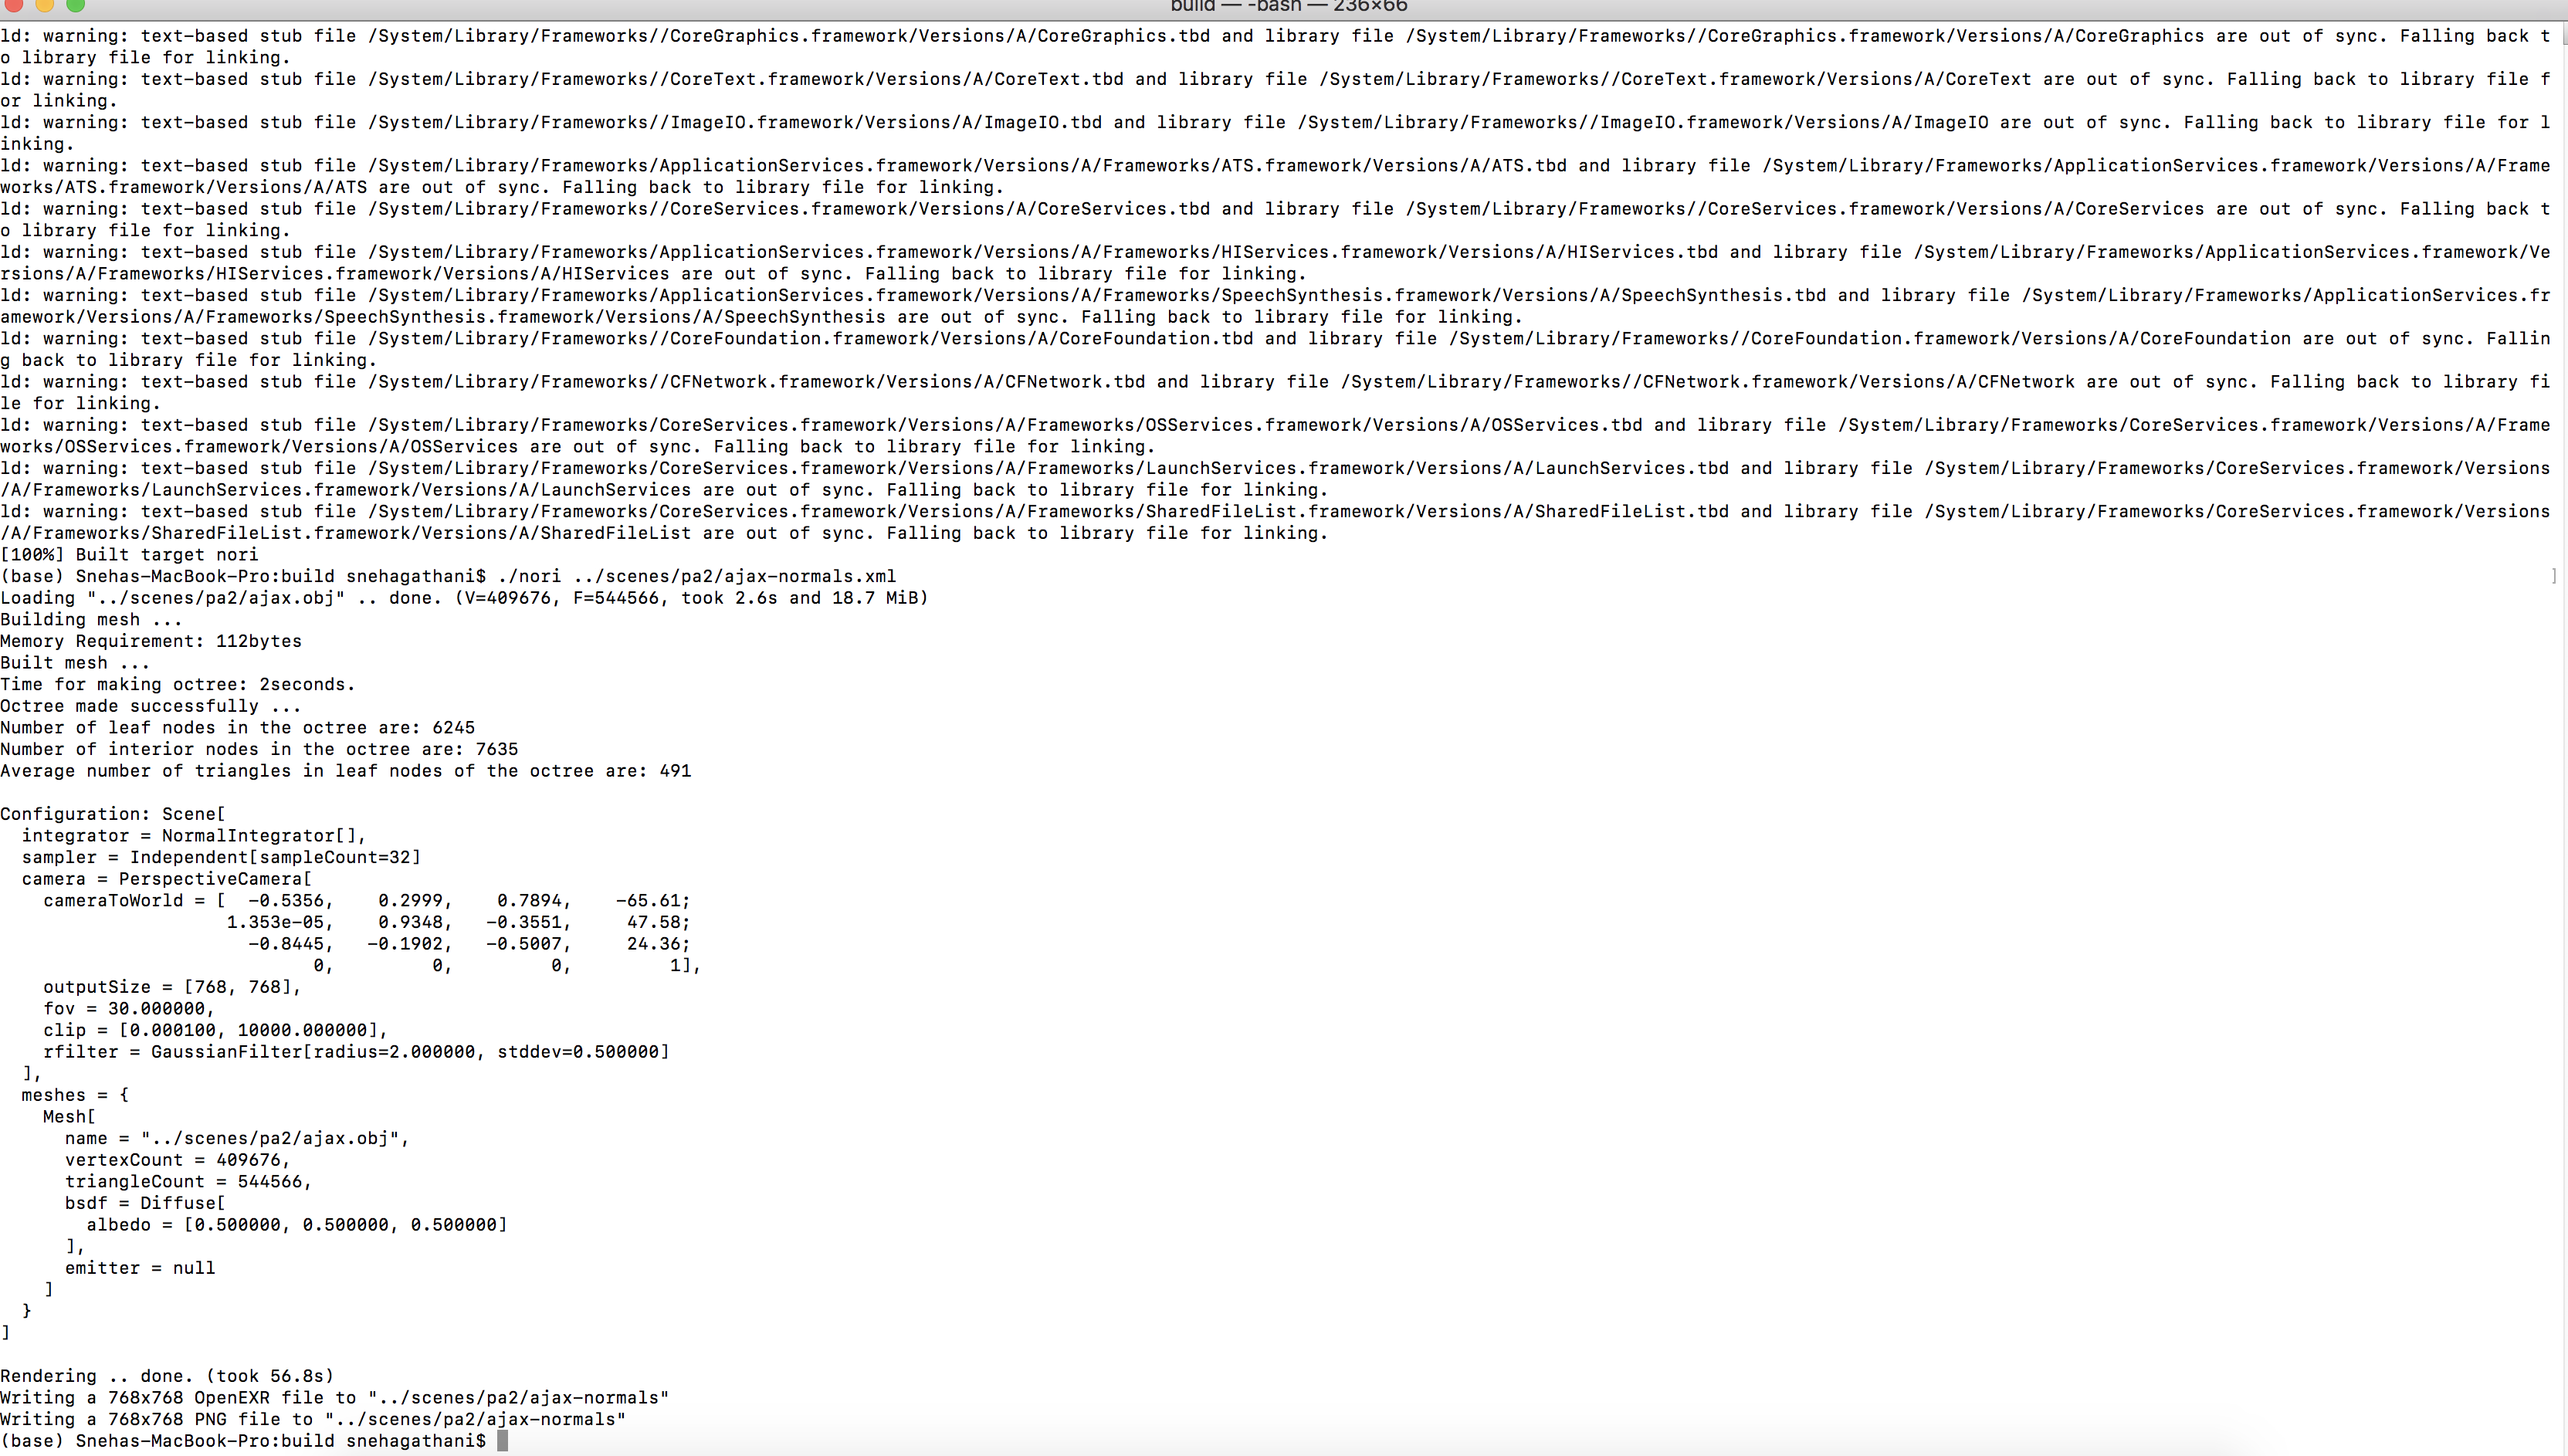 build — -bash — 236×66
ld: warning: text-based stub file /System/Library/Frameworks//CoreGraphics.framework/Versions/A/CoreGraphics.tbd and library file /System/Library/Frameworks//CoreGraphics.framework/Versions/A/CoreGraphics are out of sync. Falling back t
o library file for linking.
ld: warning: text-based stub file /System/Library/Frameworks//CoreText.framework/Versions/A/CoreText.tbd and library file /System/Library/Frameworks//CoreText.framework/Versions/A/CoreText are out of sync. Falling back to library file f
or linking.
ld: warning: text-based stub file /System/Library/Frameworks//ImageIO.framework/Versions/A/ImageIO.tbd and library file /System/Library/Frameworks//ImageIO.framework/Versions/A/ImageIO are out of sync. Falling back to library file for l
inking.
ld: warning: text-based stub file /System/Library/Frameworks/ApplicationServices.framework/Versions/A/Frameworks/ATS.framework/Versions/A/ATS.tbd and library file /System/Library/Frameworks/ApplicationServices.framework/Versions/A/Frame
works/ATS.framework/Versions/A/ATS are out of sync. Falling back to library file for linking.
ld: warning: text-based stub file /System/Library/Frameworks//CoreServices.framework/Versions/A/CoreServices.tbd and library file /System/Library/Frameworks//CoreServices.framework/Versions/A/CoreServices are out of sync. Falling back t
o library file for linking.
ld: warning: text-based stub file /System/Library/Frameworks/ApplicationServices.framework/Versions/A/Frameworks/HIServices.framework/Versions/A/HIServices.tbd and library file /System/Library/Frameworks/ApplicationServices.framework/Ve
rsions/A/Frameworks/HIServices.framework/Versions/A/HIServices are out of sync. Falling back to library file for linking.
ld: warning: text-based stub file /System/Library/Frameworks/ApplicationServices.framework/Versions/A/Frameworks/SpeechSynthesis.framework/Versions/A/SpeechSynthesis.tbd and library file /System/Library/Frameworks/ApplicationServices.fr
amework/Versions/A/Frameworks/SpeechSynthesis.framework/Versions/A/SpeechSynthesis are out of sync. Falling back to library file for linking.
ld: warning: text-based stub file /System/Library/Frameworks//CoreFoundation.framework/Versions/A/CoreFoundation.tbd and library file /System/Library/Frameworks//CoreFoundation.framework/Versions/A/CoreFoundation are out of sync. Fallin
g back to library file for linking.
ld: warning: text-based stub file /System/Library/Frameworks//CFNetwork.framework/Versions/A/CFNetwork.tbd and library file /System/Library/Frameworks//CFNetwork.framework/Versions/A/CFNetwork are out of sync. Falling back to library fi
le for linking.
ld: warning: text-based stub file /System/Library/Frameworks/CoreServices.framework/Versions/A/Frameworks/OSServices.framework/Versions/A/OSServices.tbd and library file /System/Library/Frameworks/CoreServices.framework/Versions/A/Frame
works/OSServices.framework/Versions/A/OSServices are out of sync. Falling back to library file for linking.
ld: warning: text-based stub file /System/Library/Frameworks/CoreServices.framework/Versions/A/Frameworks/LaunchServices.framework/Versions/A/LaunchServices.tbd and library file /System/Library/Frameworks/CoreServices.framework/Versions
/A/Frameworks/LaunchServices.framework/Versions/A/LaunchServices are out of sync. Falling back to library file for linking.
ld: warning: text-based stub file /System/Library/Frameworks/CoreServices.framework/Versions/A/Frameworks/SharedFileList.framework/Versions/A/SharedFileList.tbd and library file /System/Library/Frameworks/CoreServices.framework/Versions
/A/Frameworks/SharedFileList.framework/Versions/A/SharedFileList are out of sync. Falling back to library file for linking.
[100%] Built target nori
(base) Snehas-MacBook-Pro:build snehagathani$ ./nori ../scenes/pa2/ajax-normals.xml ]
Loading "../scenes/pa2/ajax.obj" .. done. (V=409676, F=544566, took 2.6s and 18.7 MiB)
Building mesh ...
Memory Requirement: 112bytes
Built mesh ...
Time for making octree: 2seconds.
Octree made successfully ...
Number of leaf nodes in the octree are: 6245
Number of interior nodes in the octree are: 7635
Average number of triangles in leaf nodes of the octree are: 491

Configuration: Scene[
  integrator = NormalIntegrator[],
  sampler = Independent[sampleCount=32]
  camera = PerspectiveCamera[
    cameraToWorld = [  -0.5356,    0.2999,    0.7894,    -65.61;
                     1.353e-05,    0.9348,   -0.3551,     47.58;
                       -0.8445,   -0.1902,   -0.5007,     24.36;
                             0,         0,         0,         1],
    outputSize = [768, 768],
    fov = 30.000000,
    clip = [0.000100, 10000.000000],
    rfilter = GaussianFilter[radius=2.000000, stddev=0.500000]
  ],
  meshes = {
    Mesh[
      name = "../scenes/pa2/ajax.obj",
      vertexCount = 409676,
      triangleCount = 544566,
      bsdf = Diffuse[
        albedo = [0.500000, 0.500000, 0.500000]
      ],
      emitter = null
    ]
  }
]

Rendering .. done. (took 56.8s)
Writing a 768x768 OpenEXR file to "../scenes/pa2/ajax-normals"
Writing a 768x768 PNG file to "../scenes/pa2/ajax-normals"
(base) Snehas-MacBook-Pro:build snehagathani$